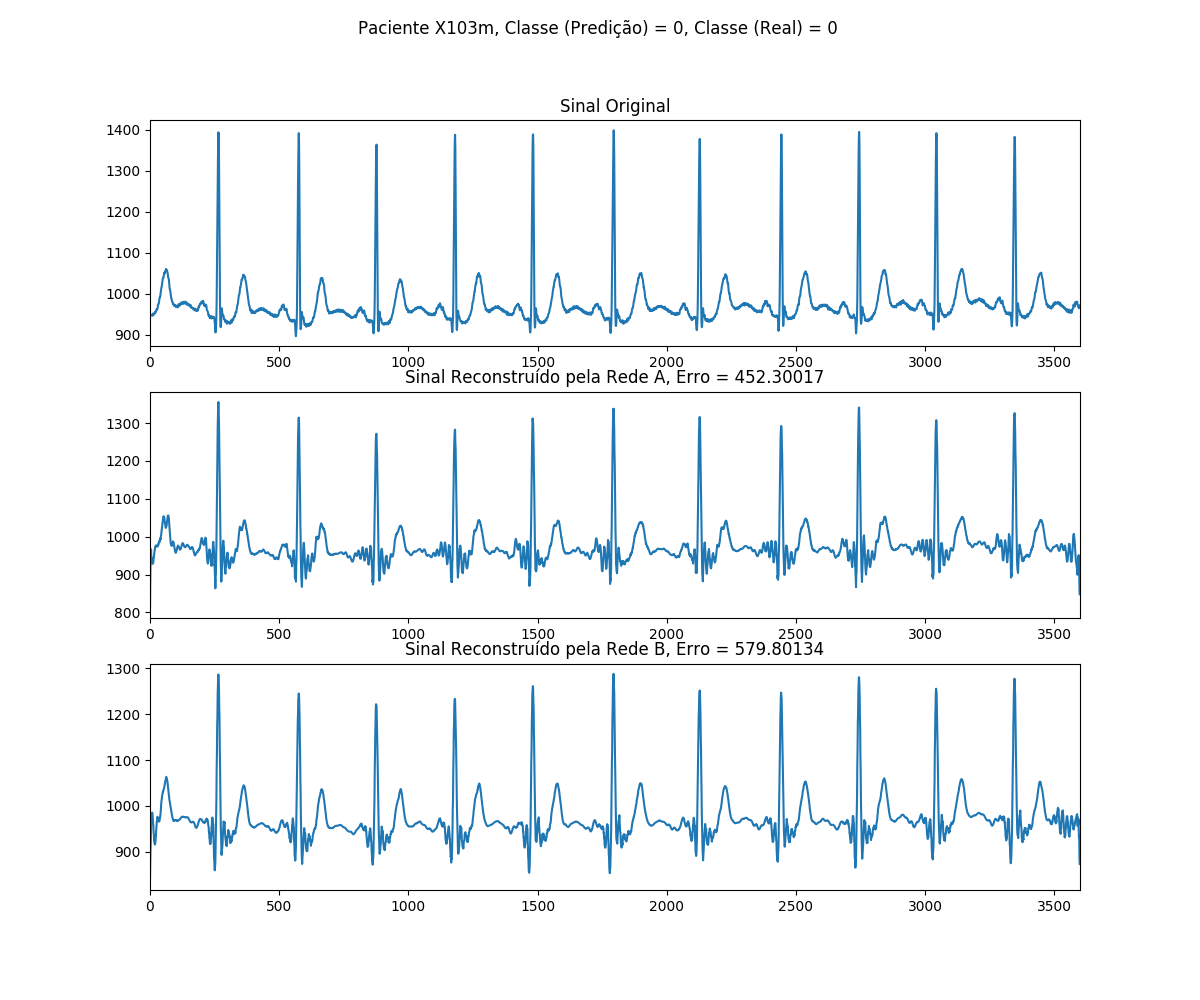 Paciente X103m, Classe (Predição) = 0, Classe (Real) = 0
Sinal Original
1400
1300
1200
1100
1000
900
0 500 1000 1500 2000 2500 3000 3500
Sinal Reconstruído pela Rede A, Erro = 452.30017
1300
1200
1100
1000
900
800
0 500 1000 1500 2000 2500 3000 3500
Sinal Reconstruído pela Rede B, Erro = 579.80134
1300
1200
1100
1000
900
0 500 1000 1500 2000 2500 3000 3500